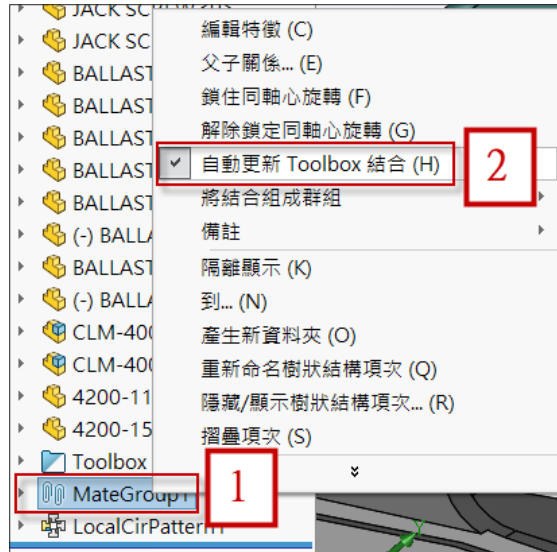 JACK SCREW 20S
編輯特徵 (C)
JACK SC
父子關係... (E)
BALLAST
鎖住同軸心旋轉 (F)
BALLAST
解除鎖定同軸心旋轉 (G)
BALLAST
自動更新 Toolbox 結合 (H)
2
BALLAST
將結合組成群組
BALLAST
備註
(-) BALLA
隔離顯示 (K)
BALLAST
到... (N)
(-) BALLA
產生新資料夾 (O)
CLM-400
重新命名樹狀結構項次 (Q)
CLM-400
隱藏/顯示樹狀結構項次... (R)
4200-11
摺疊項次 (S)
4200-15
Toolbox
MateGroup1
1
LocalCirPattern1
Y